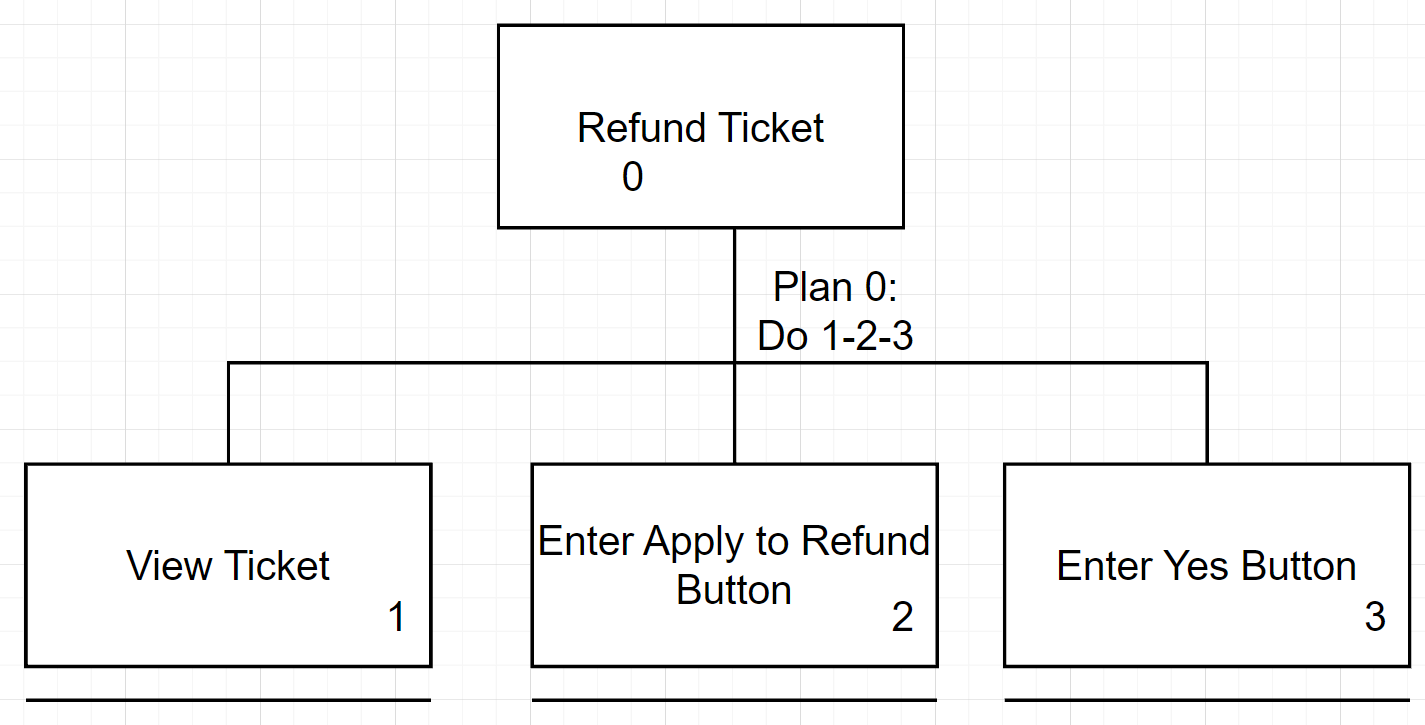 Refund Ticket
0
Plan 0:
Do 1-2-3
View Ticket
1
Enter Apply to Refund
Button
2
Enter Yes Button
3